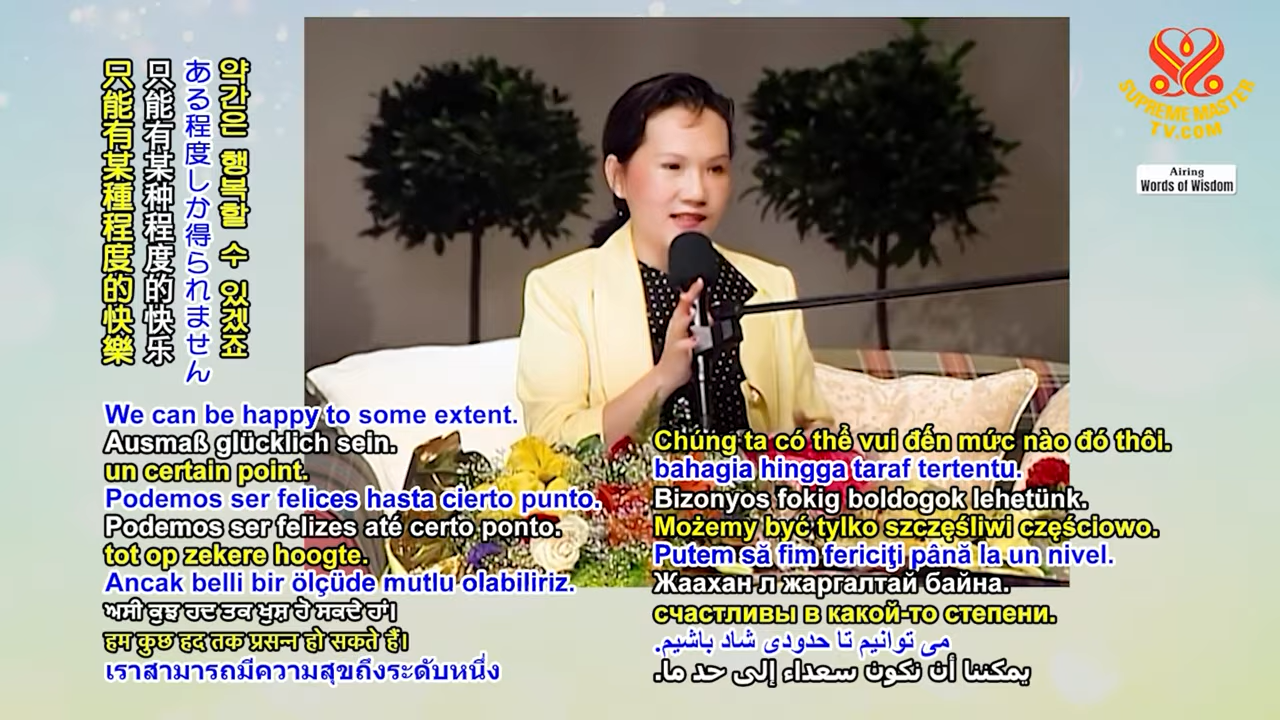 약간은 행복할 수 있겠죠
ある程度しか得られません
只能有某种程度的快乐
只能有某種程度的快樂
SUPREME MASTER
TV.COM
Airing
Words of Wisdom
We can be happy to some extent.
Ausmaß glücklich sein.
un certain point.
Podemos ser felices hasta cierto punto.
Podemos ser felizes até certo ponto.
tot op zekere hoogte.
Ancak belli bir ölçüde mutlu olabiliriz.
ਅਸੀ ਕੁਝ ਹਦ ਤਕ ਖੁਸ਼ ਹੋ ਸਕਦੇ ਹਾਂ।
हम कुछ हद तक प्रसन्न हो सकते हैं।
เราสามารถมีความสุขถึงระดับหนึ่ง
Chúng ta có thể vui đến mức nào đó thôi.
bahagia hingga taraf tertentu.
Bizonyos fokig boldogok lehetünk.
Możemy być tylko szczęśliwi częściowo.
Putem să fim fericiţi până la un nivel.
Жаахан л жаргалтай байна.
счастливы в какой-то степени.
می توانیم تا حدودی شاد باشیم.
يمكننا أن نكون سعداء إلى حد ما.